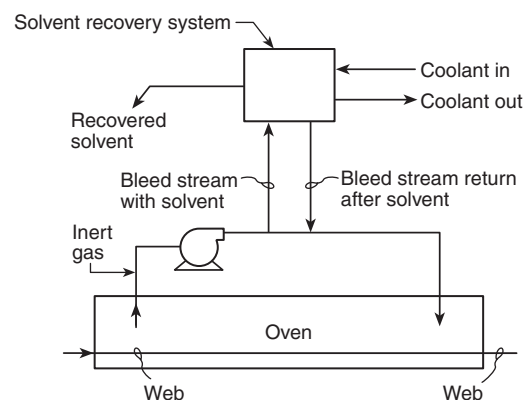 Solvent recovery system
Coolant in
Coolant out
Recovered
solvent
Bleed stream
with solvent
Bleed stream return
after solvent
Inert
gas
Oven
Web
Web